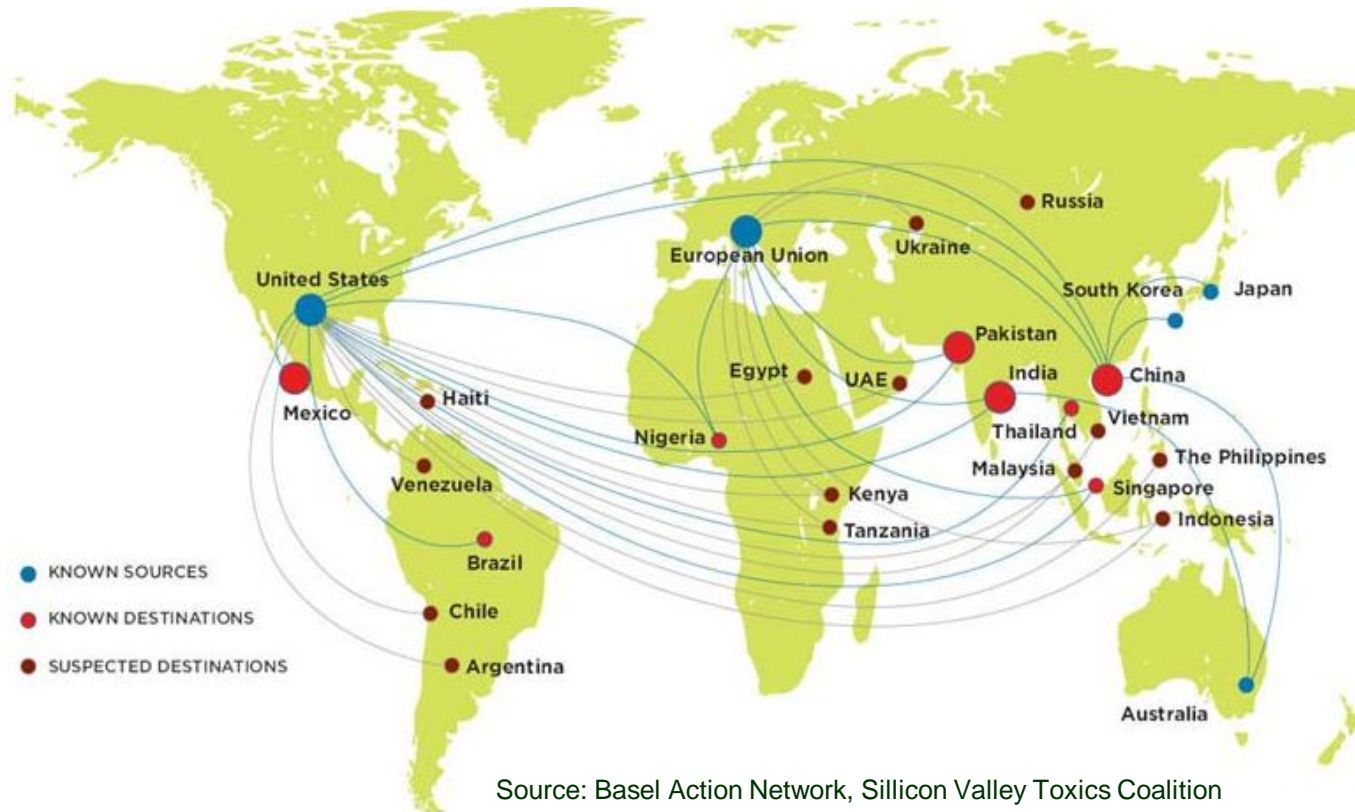 Russia
Ukraine
European Union
United States
South Korea
Japan
Pakistan
India
China
Egypt
UAE
Mexico
Haiti
Nigeria
Thailand
Vietnam
Venezuela
Malaysia
The Philippines
Singapore
Kenya
Tanzania
Indonesia
Brazil
KNOWN SOURCES
KNOWN DESTINATIONS
SUSPECTED DESTINATIONS
Chile
Argentina
Australia
Source: Basel Action Network, Sillicon Valley Toxics Coalition